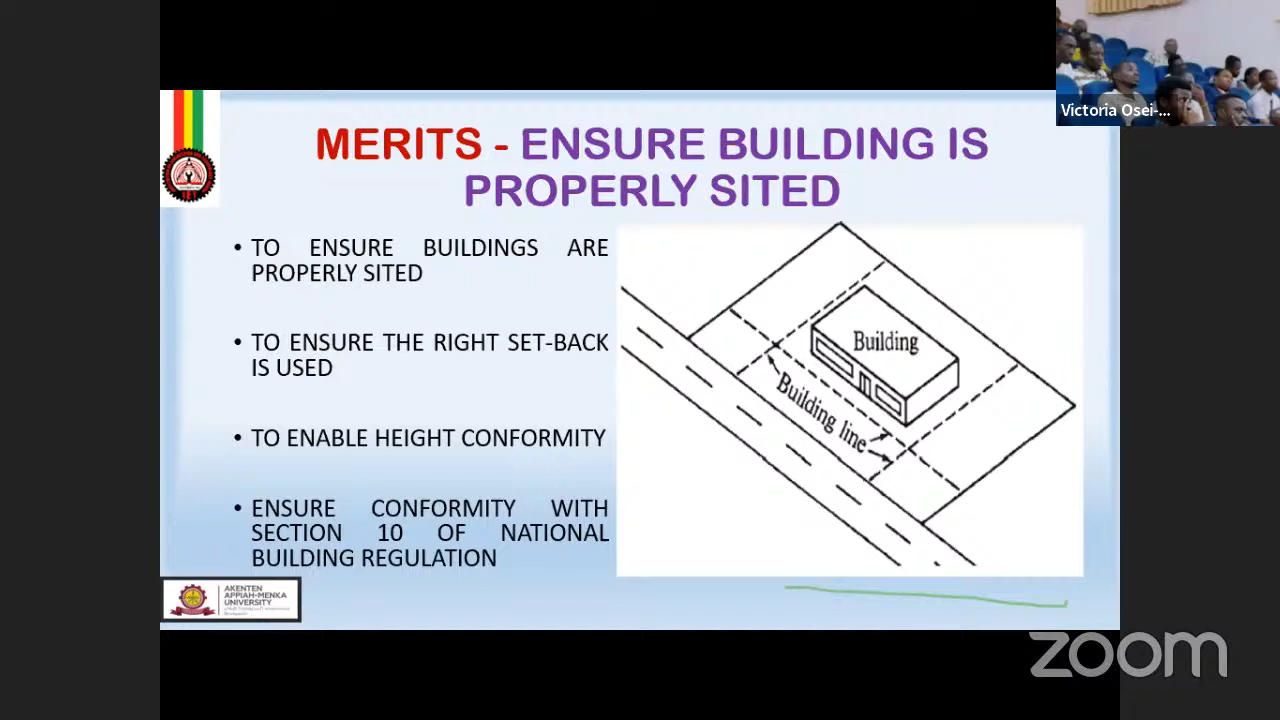 Victoria Osei-...
MERITS - ENSURE BUILDING IS
PROPERLY SITED
• TO ENSURE BUILDINGS ARE
PROPERLY SITED
• TO ENSURE THE RIGHT SET-BACK
IS USED
• TO ENABLE HEIGHT CONFORMITY
• ENSURE CONFORMITY WITH
SECTION 10 OF NATIONAL
BUILDING REGULATION
Building
Building line
AKENTEN
APPIAH-MENKA
UNIVERSITY
zoom